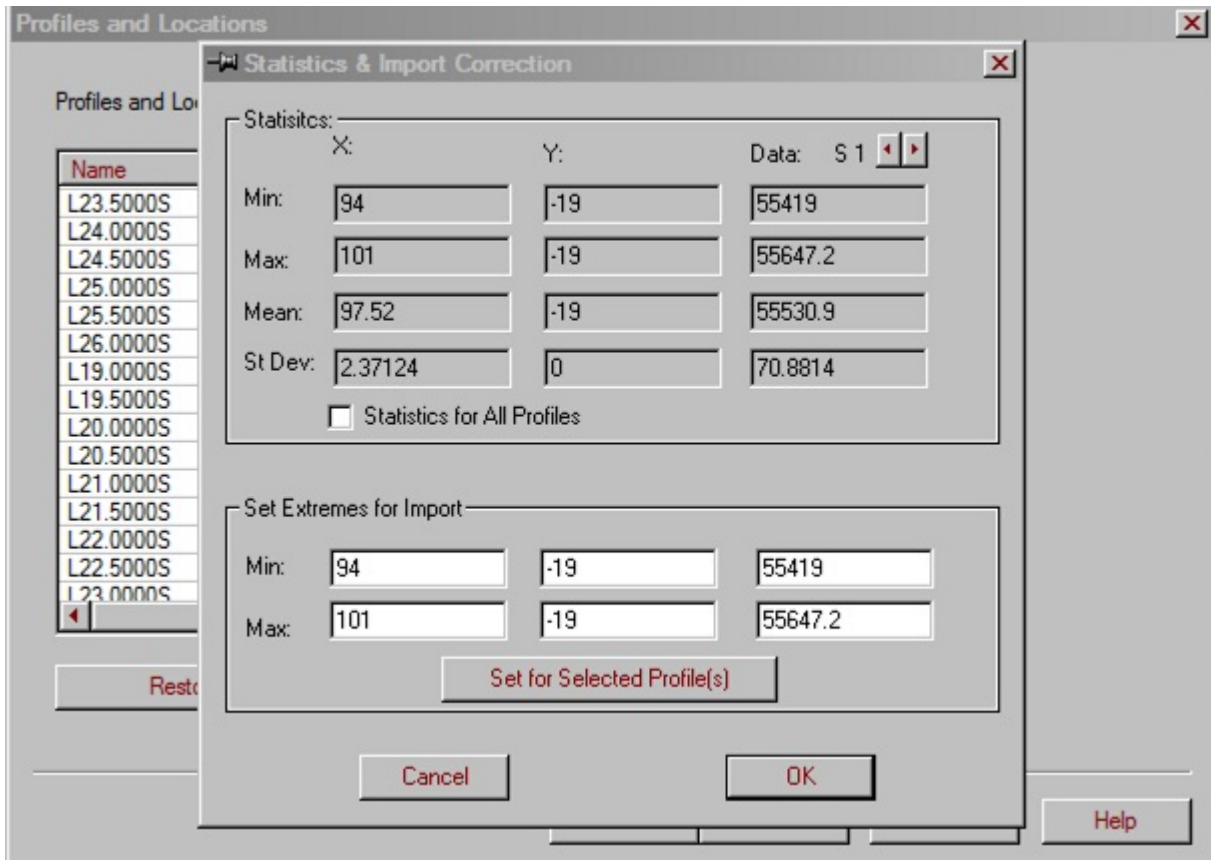 Profiles and Locations
Statistics & Import Correction
Profiles and Lo
Name
L23.5000S
L24.0000S
L24.5000S
L25.0000S
L25.5000S
L26.0000S
L19.0000S
L19.5000S
L20.0000S
L20.5000S
L21.0000S
L21.5000S
L22.0000S
L22.5000S
L23.0000S
Resto
Statisitcs:
X: Y: Data: S 1
Min: 94 -19 55419
Max: 101 -19 55647.2
Mean: 97.52 -19 55530.9
St Dev: 2.37124 0 70.8814
Statistics for All Profiles
Set Extremes for Import
Min: 94 -19 55419
Max: 101 -19 55647.2
Set for Selected Profile(s)
Cancel OK
Help